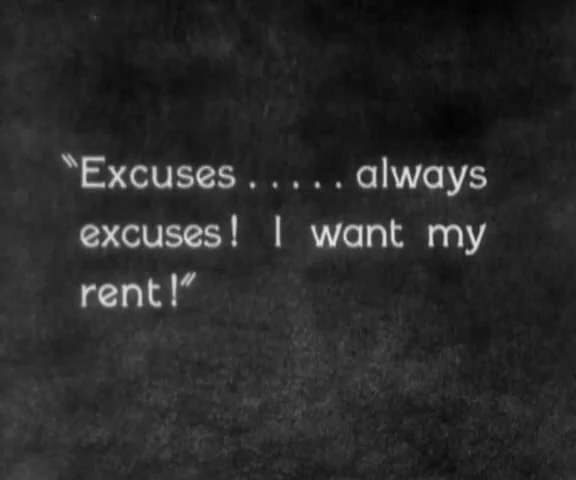 "Excuses ..... always
excuses! I want my
rent!"